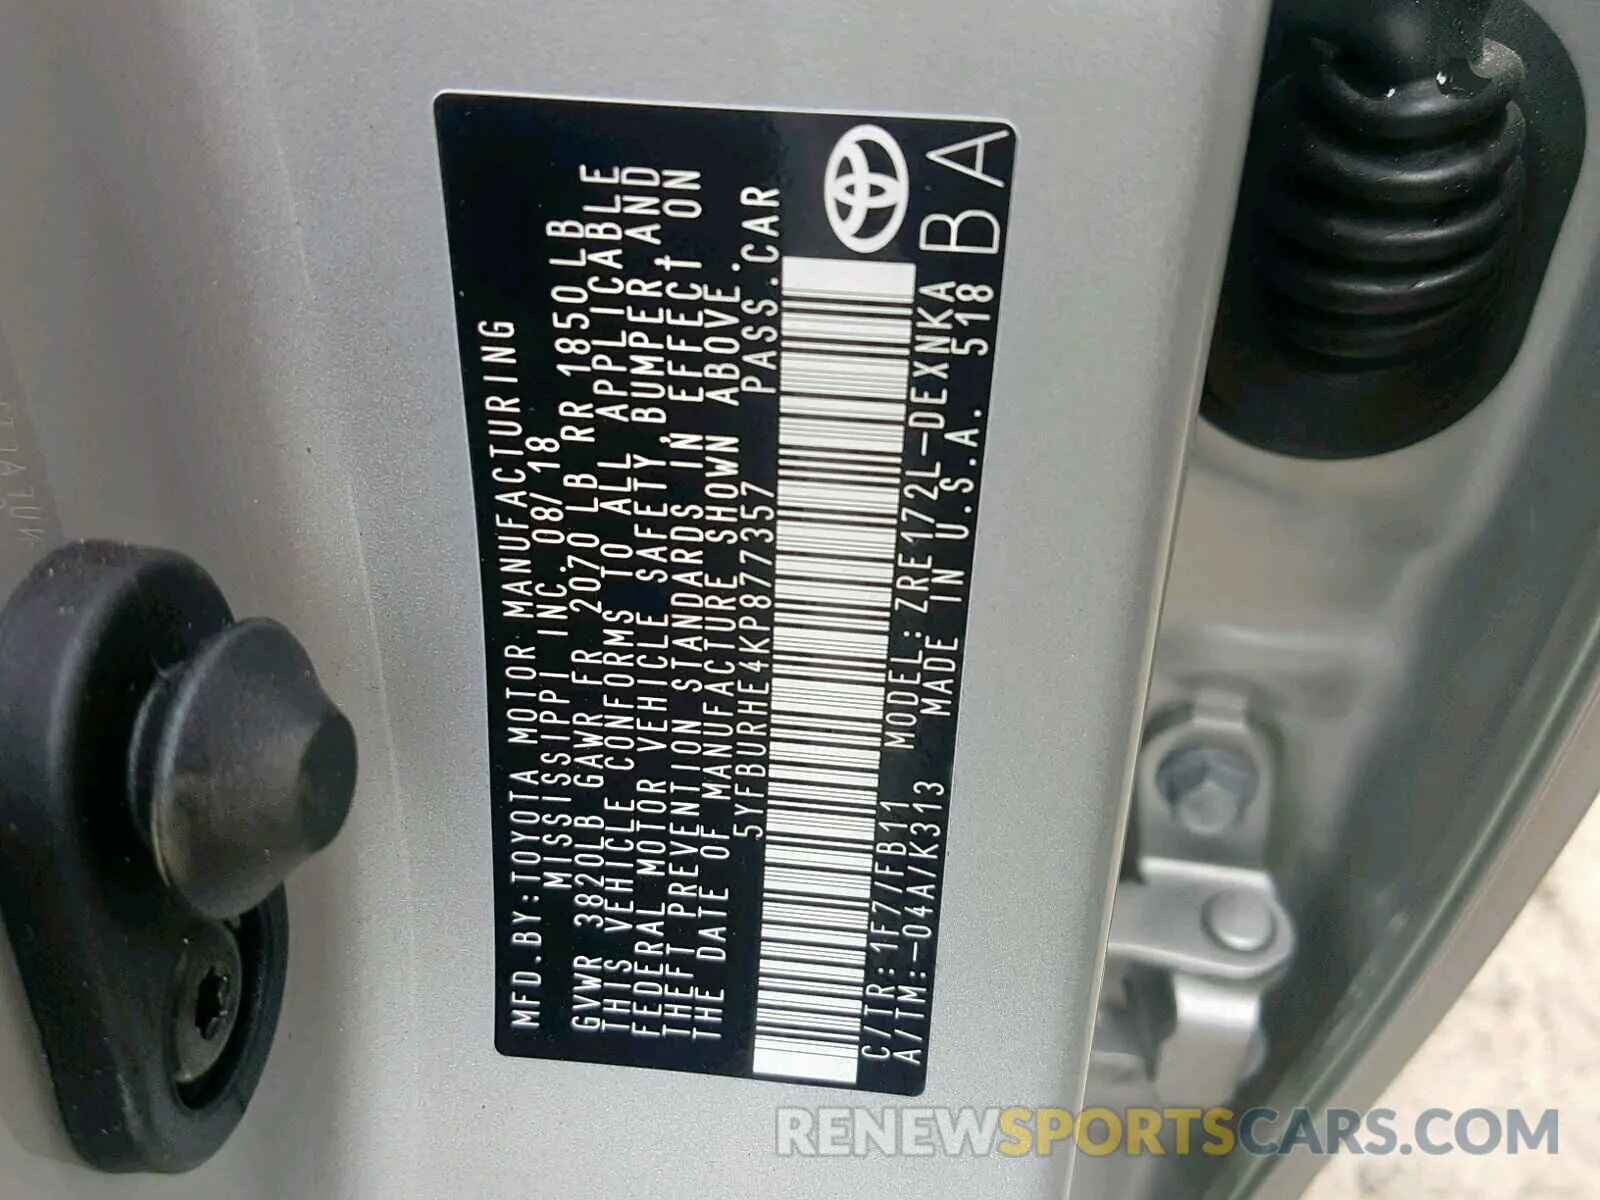 MFD.BY:TOYOTA MOTOR MANUFACTURING
MISSISSIPPI INC. 08/18
GVWR 3820LB GAWR FR 2070 LB RR 1850LB
THIS VEHICLE CONFORMS TO ALL APPLICABLE
FEDERAL MOTOR VEHICLE SAFETY, BUMPER, AND
THEFT PREVENTION STANDARDS IN EFFECT ON
THE DATE OF MANUFACTURE SHOWN ABOVE.
5YFBURHE4KP877357 PASS.CAR
C/TR:1F7/FB11 MODEL:ZRE172L-DEXNKA
A/TM:-04A/K313 MADE IN U.S.A. 518
BA
RENEWSPORTSCARS.COM